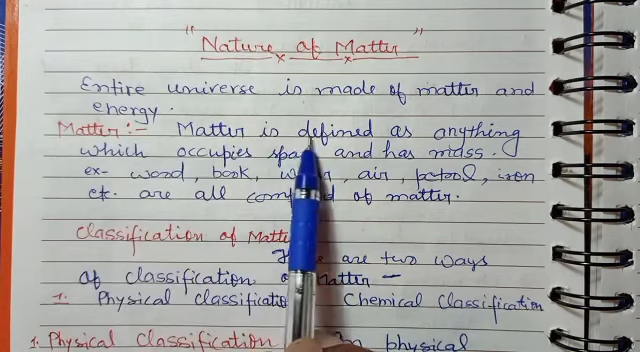 "Nature of Matter"
Entire universe is made of matter and
energy.
Matter :- Matter is defined as anything
which occupies and has mass.
ex- wood, book, , air, petrol, iron
etc. are all of matter.
Classification of
are two ways
of classification Matter -
1. Physical Chemical Classification
1. Physical Classification physical